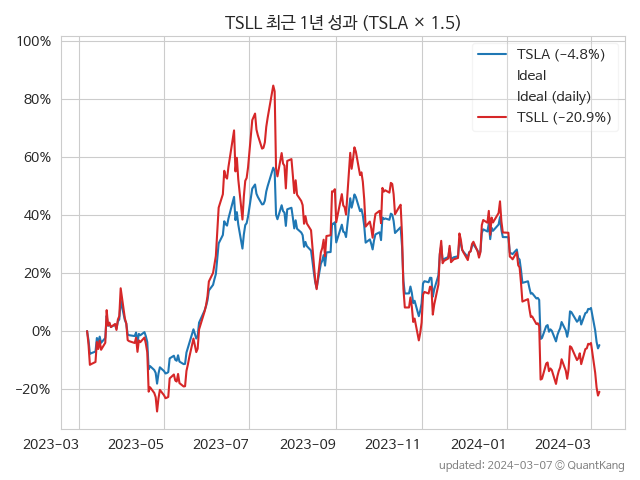 TSLL 최근 1년 성과 (TSLA × 1.5)
100%
80%
60%
40%
20%
0%
−20%
TSLA (−4.8%)
Ideal
Ideal (daily)
TSLL (−20.9%)
2023-03
2023-05
2023-07
2023-09
2023-11
2024-01
2024-03
updated: 2024-03-07 © QuantKang